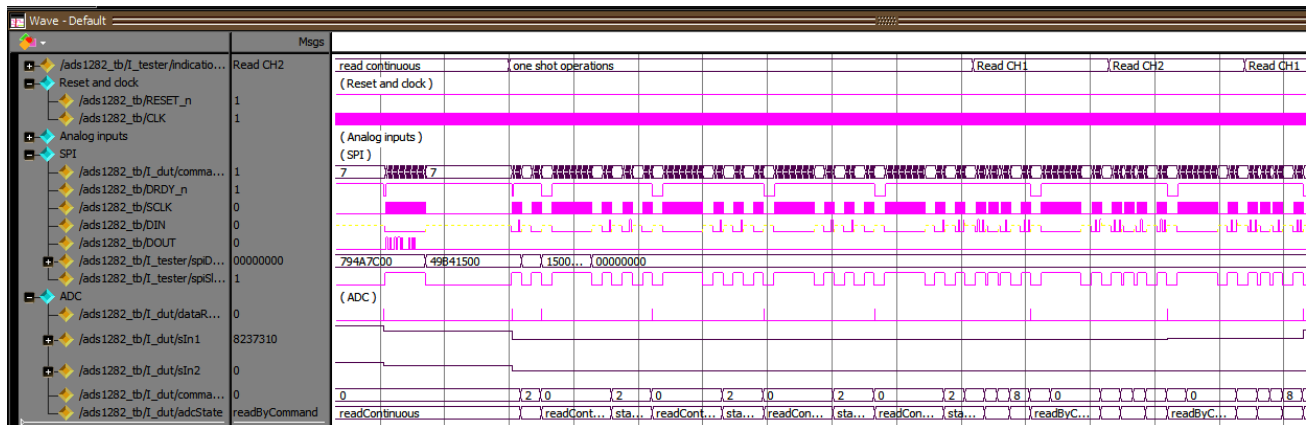 Wave - Default
Msgs
/ads1282_tb/I_tester/indicatio... Read CH2 read continuous one shot operations Read CH1 Read CH2 Read CH1
Reset and clock ( Reset and clock )
/ads1282_tb/RESET_n 1
/ads1282_tb/CLK 1
Analog inputs ( Analog inputs )
SPI ( SPI )
/ads1282_tb/I_dut/comma... 1 7 7
/ads1282_tb/DRDY_n 1
/ads1282_tb/SCLK 0
/ads1282_tb/DIN 0
/ads1282_tb/DOUT 0
/ads1282_tb/I_tester/spiD... 00000000 794A7C00 49B41500 1500... 00000000
/ads1282_tb/I_tester/spiSl... 1
ADC ( ADC )
/ads1282_tb/I_dut/dataR... 0
/ads1282_tb/I_dut/sIn1 8237310
/ads1282_tb/I_dut/sIn2 0
/ads1282_tb/I_dut/comma... 0 0 2 0 2 0 2 0 2 0 2 8 0 0 8
/ads1282_tb/I_dut/adcState readByCommand readContinuous readCont... sta... readCont... sta... readCon... sta... readCon... sta... readByC... readByC...